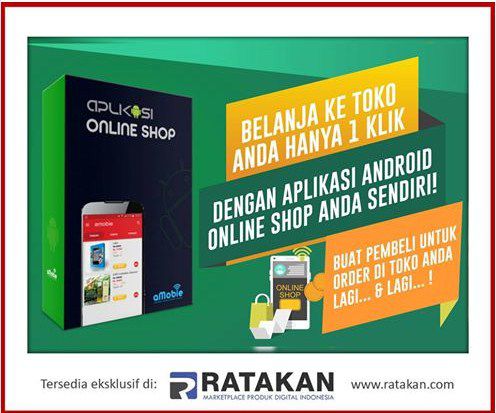 APLIKASI
ONLINE SHOP
amobie
aMobie
BELANJA KE TOKO
ANDA HANYA 1 KLIK
DENGAN APLIKASI ANDROID
ONLINE SHOP ANDA SENDIRI!
ONLINE
SHOP
BUAT PEMBELI UNTUK
ORDER DI TOKO ANDA
LAGI... & LAGI... !
Tersedia eksklusif di:
RATAKAN
MARKETPLACE PRODUK DIGITAL INDONESIA
www.ratakan.com